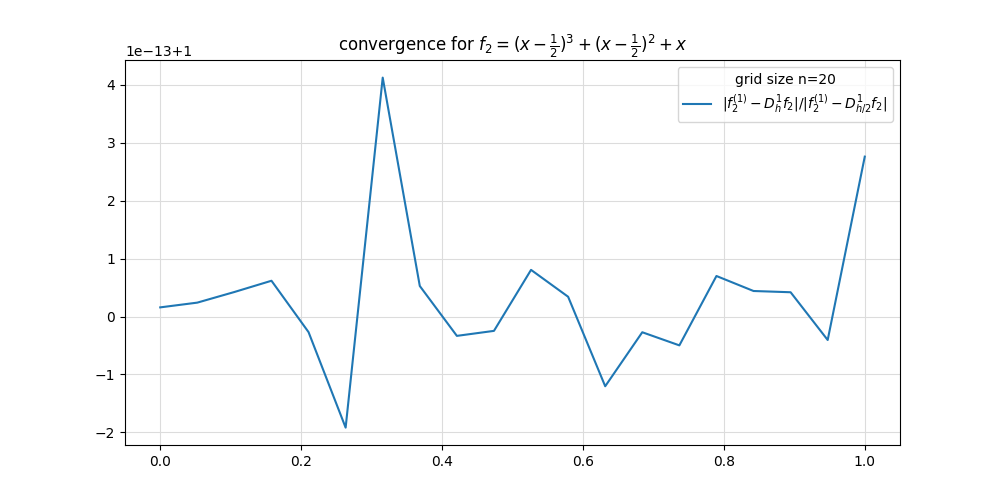 convergence for $f_2 = (x - \frac{1}{2})^3 + (x - \frac{1}{2})^2 + x$
1e−13+1
grid size n=20
$|f_2^{(1)} - D_h^1 f_2|/|f_2^{(1)} - D_{h/2}^1 f_2|$
4
3
2
1
0
−1
−2
0.0 0.2 0.4 0.6 0.8 1.0